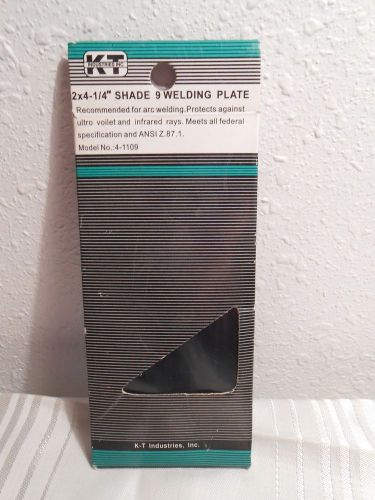 K-T
INDUSTRIES, INC.
2x4-1/4" SHADE 9 WELDING PLATE
Recommended for arc welding.Protects against
ultro voilet and infrared rays. Meets all federal
specification and ANSI Z.87,1.
Model No.:4-1109
K-T Industries, Inc.